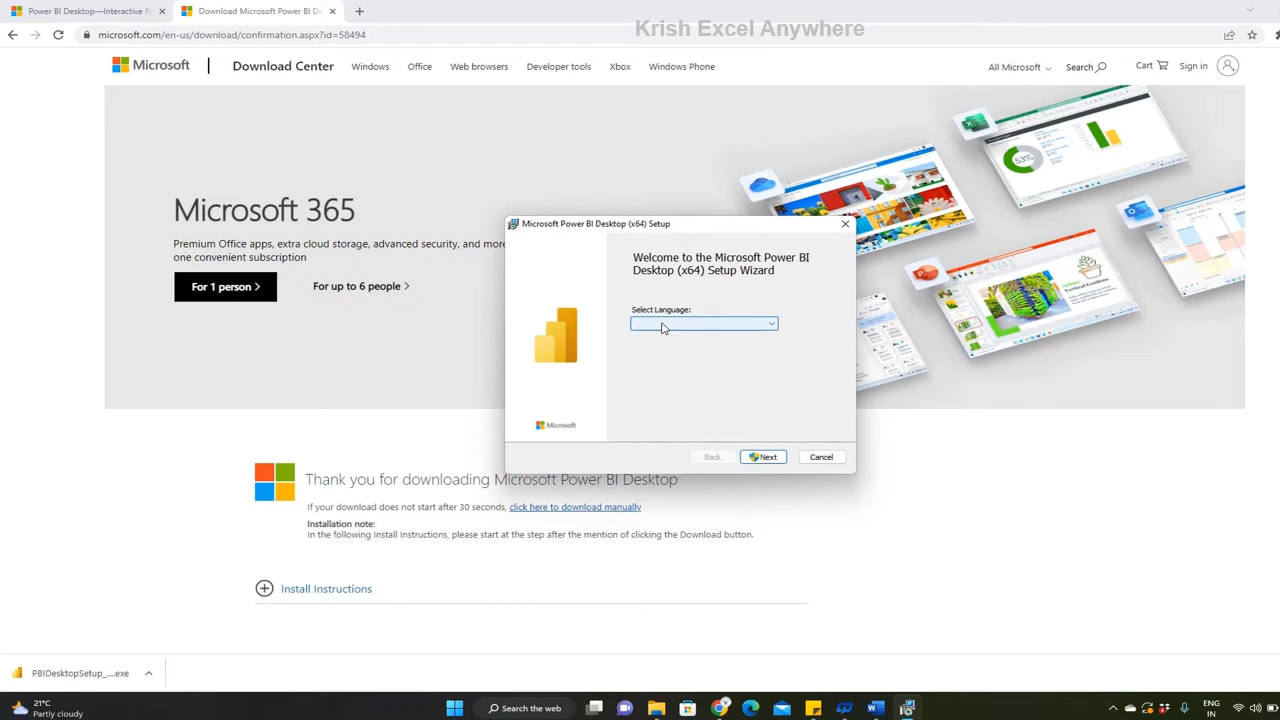 Power BI Desktop—Interactive Ro
Download Microsoft Power BI De
Krish Excel Anywhere
microsoft.com/en-us/download/confirmation.aspx?id=58494
Microsoft
Download Center
Windows
Office
Web browsers
Developer tools
Xbox
Windows Phone
All Microsoft
Search
Cart
Sign in
Microsoft 365
Premium Office apps, extra cloud storage, advanced security, and more
one convenient subscription
For 1 person
For up to 6 people
53%
Microsoft Power BI Desktop (x64) Setup
Welcome to the Microsoft Power BI
Desktop (x64) Setup Wizard
Select Language:
Microsoft
Back
Next
Cancel
Thank you for downloading Microsoft Power BI Desktop
If your download does not start after 30 seconds, click here to download manually
Installation note:
In the following Install Instructions, please start at the step after the mention of clicking the Download button.
Install Instructions
PBIDesktopSetup_....exe
21°C
Partly cloudy
Search the web
ENG
IN